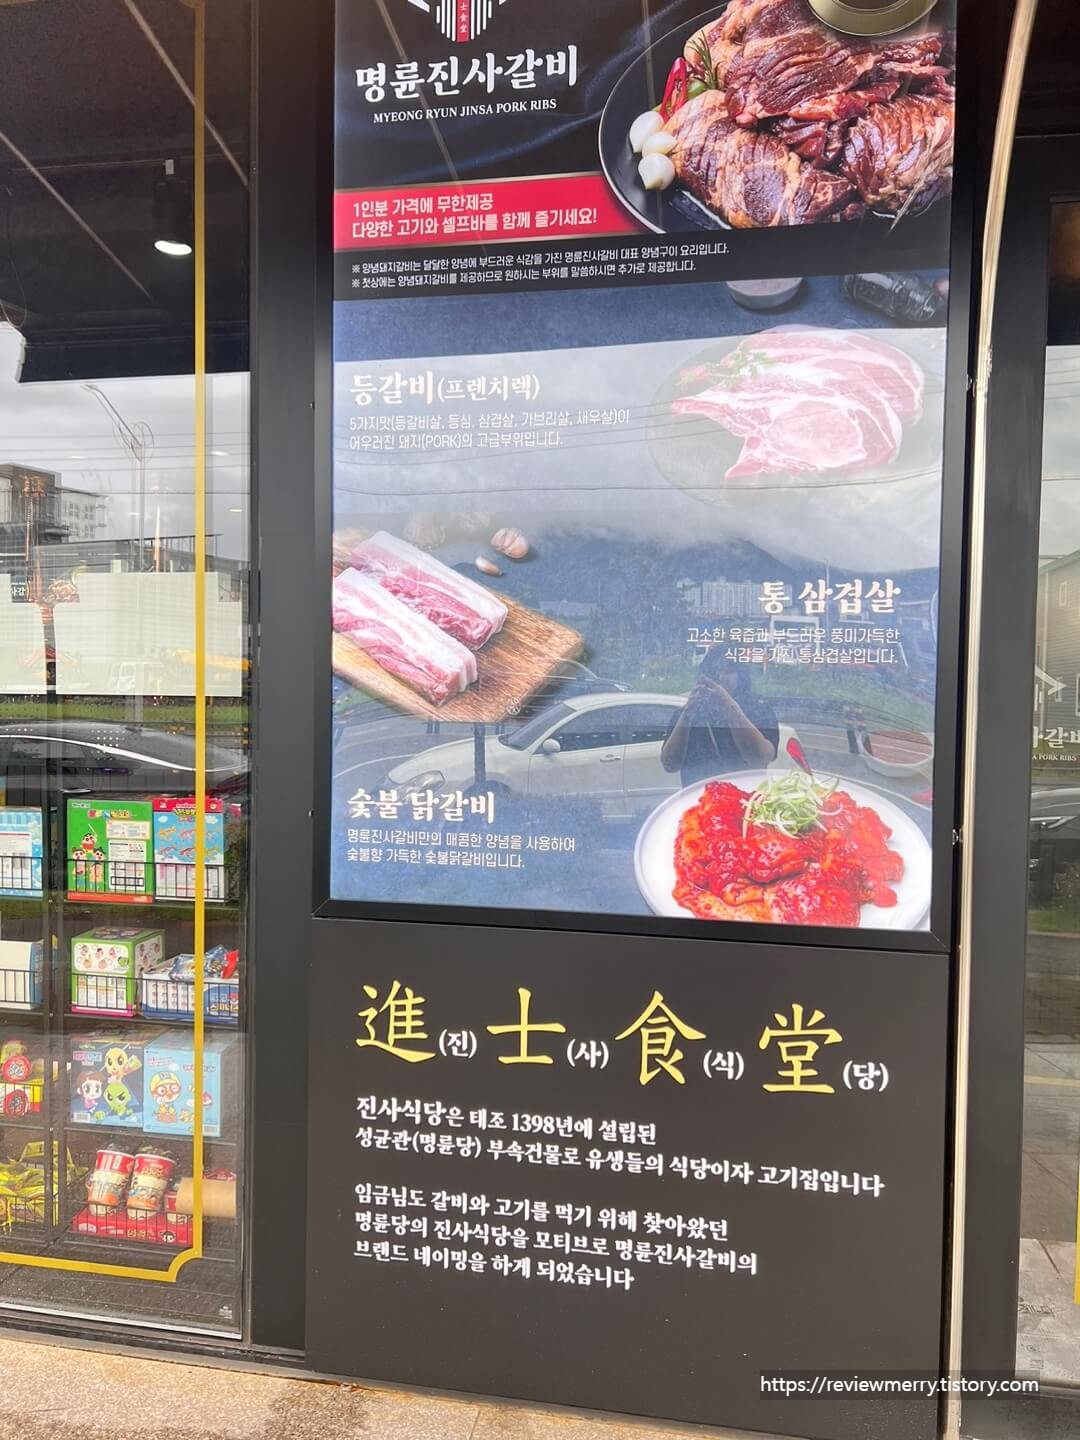 士食堂
명륜진사갈비
MYEONG RYUN JINSA PORK RIBS
1인분 가격에 무한제공
다양한 고기와 셀프바를 함께 즐기세요!
※ 양념돼지갈비는 달달한 양념에 부드러운 식감을 가진 명륜진사갈비 대표 양념구이 요리입니다.
※ 첫상에는 양념돼지갈비를 제공하므로 원하시는 부위를 말씀하시면 추가로 제공합니다.
등갈비(프렌치렉)
5가지맛(등갈비살, 등심, 삼겹살, 가브리살, 새우살)이
어우러진 돼지(PORK)의 고급부위입니다.
통 삼겹살
고소한 육즙과 부드러운 풍미가득한
식감을 가진 통삼겹살입니다.
숯불 닭갈비
명륜진사갈비만의 매콤한 양념을 사용하여
숯불향 가득한 숯불닭갈비입니다.
進(진) 士(사) 食(식) 堂(당)
진사식당은 태조 1398년에 설립된
성균관(명륜당) 부속건물로 유생들의 식당이자 고기집입니다
임금님도 갈비와 고기를 먹기 위해 찾아왔던
명륜당의 진사식당을 모티브로 명륜진사갈비의
브랜드 네이밍을 하게 되었습니다
사갈비
A PORK RIBS
https://reviewmerry.tistory.com